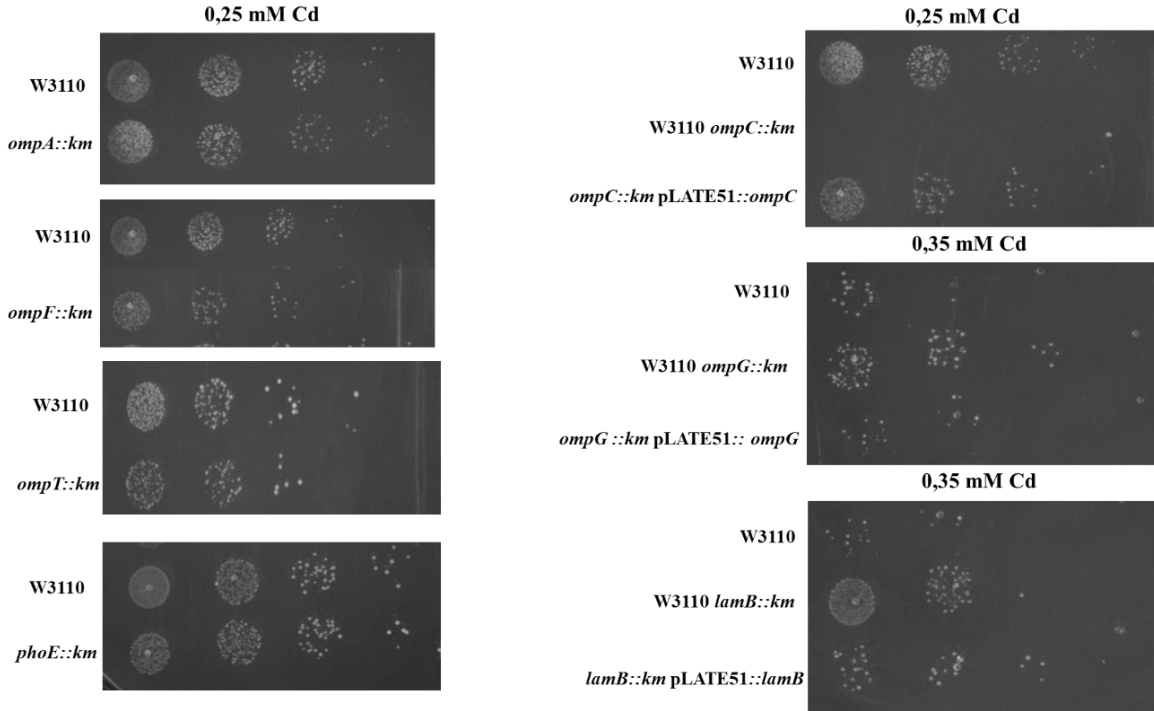 0,25 mM Cd
W3110
ompA::km
W3110
ompF::km
W3110
ompT::km
W3110
phoE::km
0,25 mM Cd
W3110
W3110 ompC::km
ompC::km pLATE51::ompC
0,35 mM Cd
W3110
W3110 ompG::km
ompG ::km pLATE51:: ompG
0,35 mM Cd
W3110
W3110 lamB::km
lamB::km pLATE51::lamB